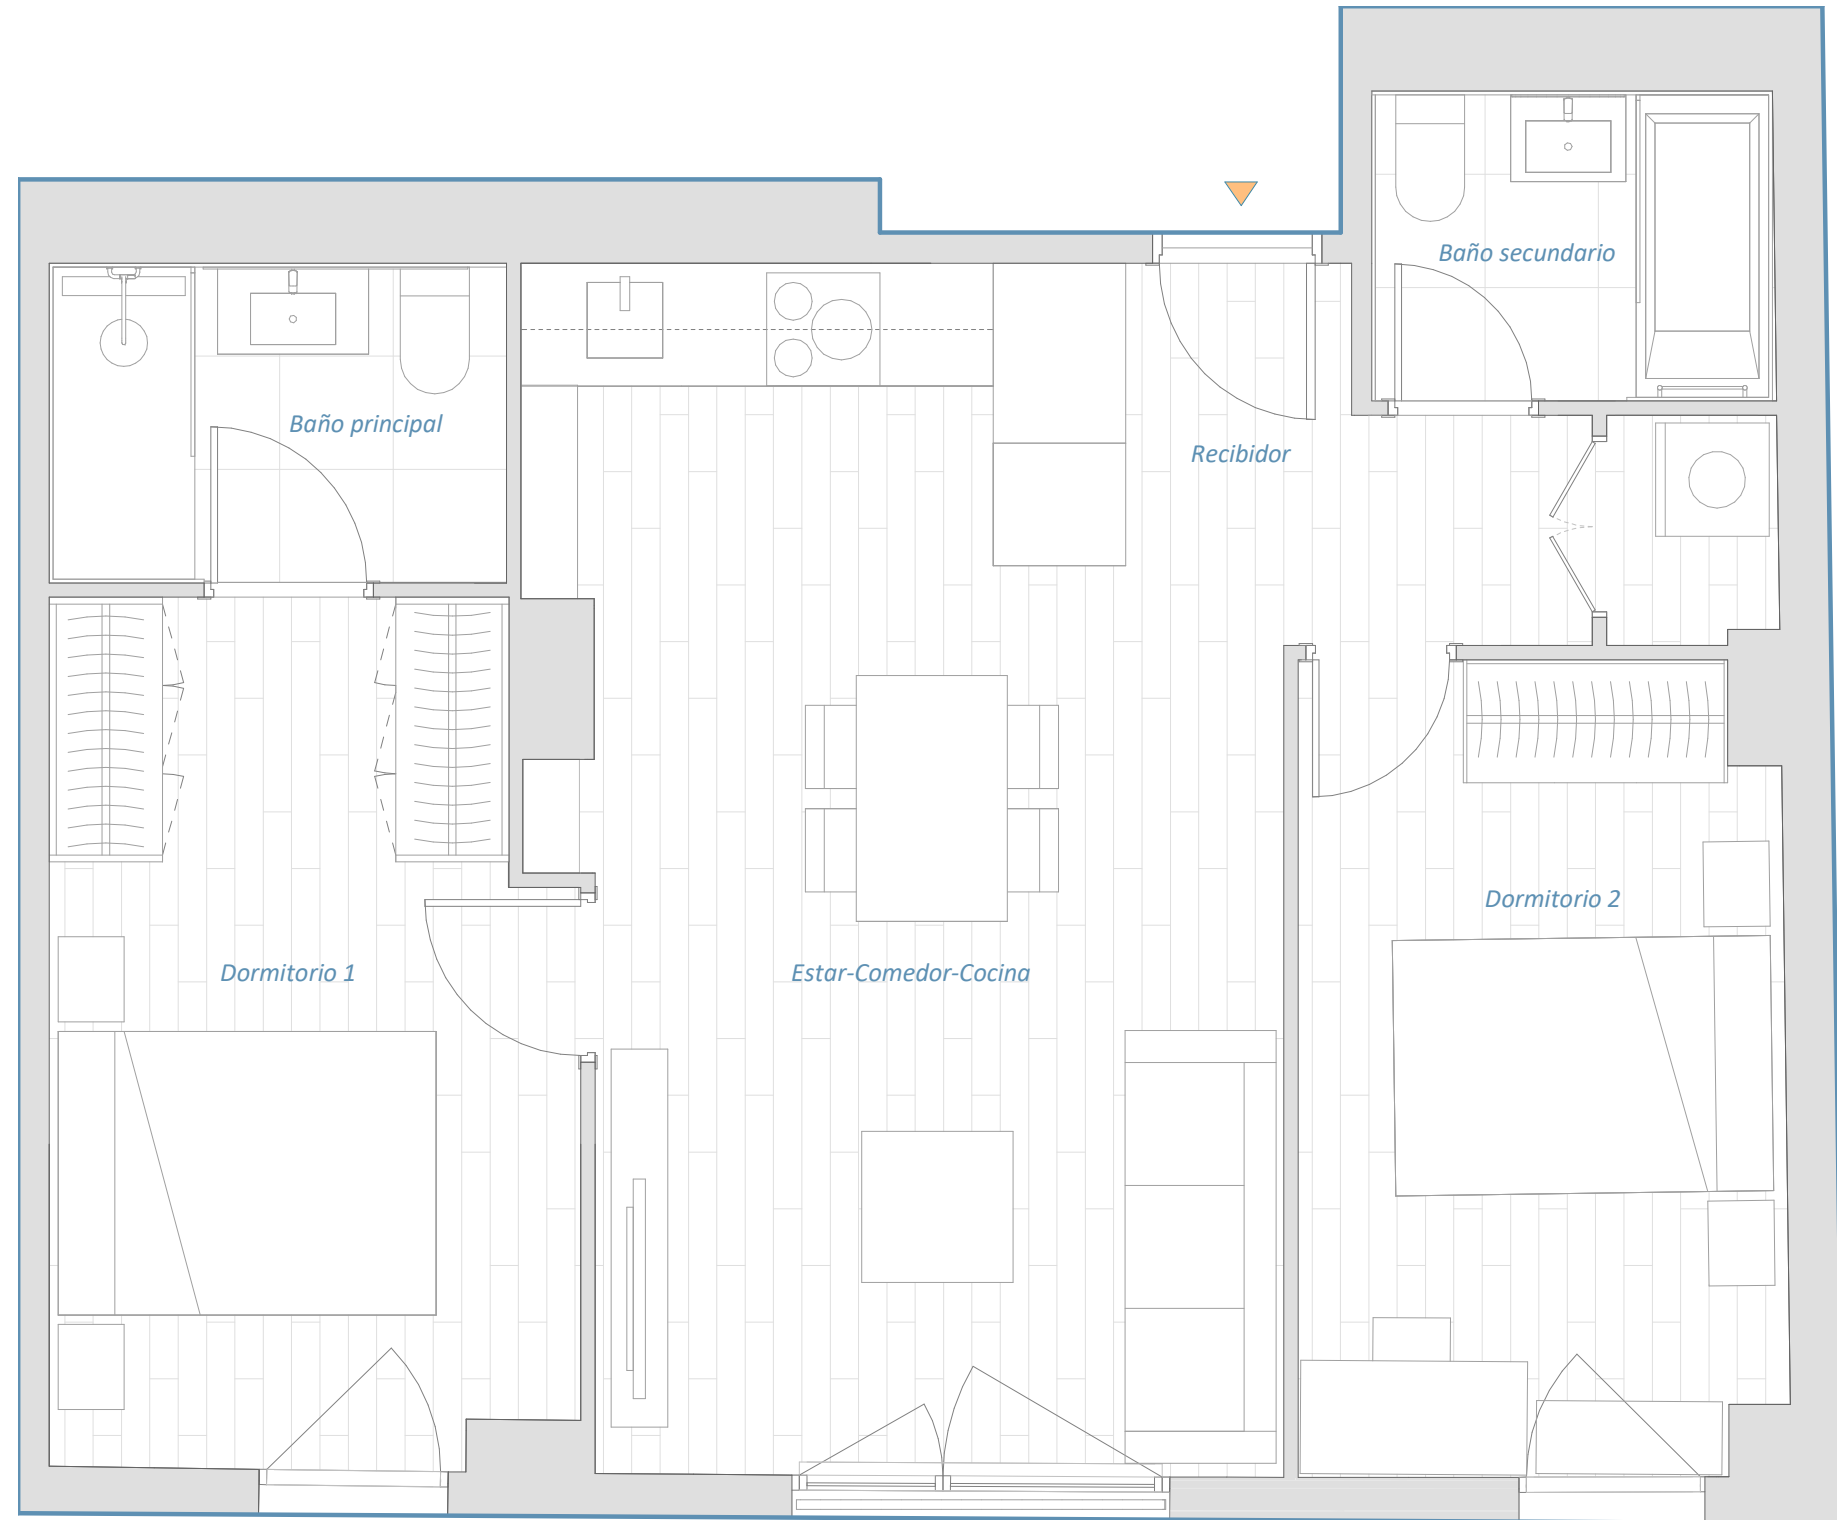 Baño secundario
Baño principal
Recibidor
Dormitorio 2
Dormitorio 1
Estar-Comedor-Cocina